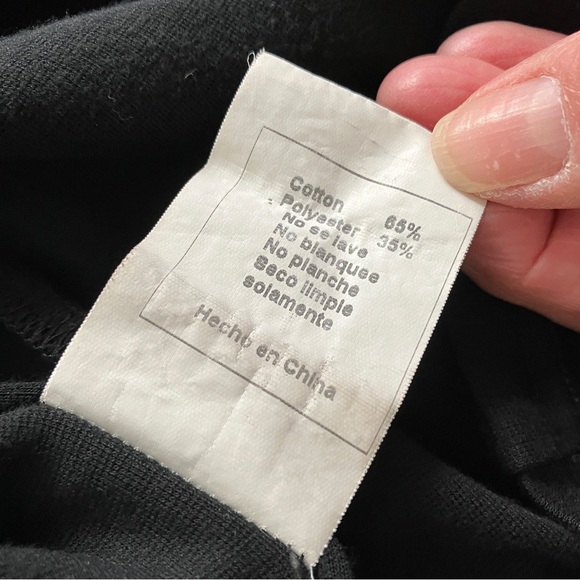 Cotton 65%
Polyester 35%
No se lave
No blanquee
No planche
Seco limpie
solamente
Hecho en China